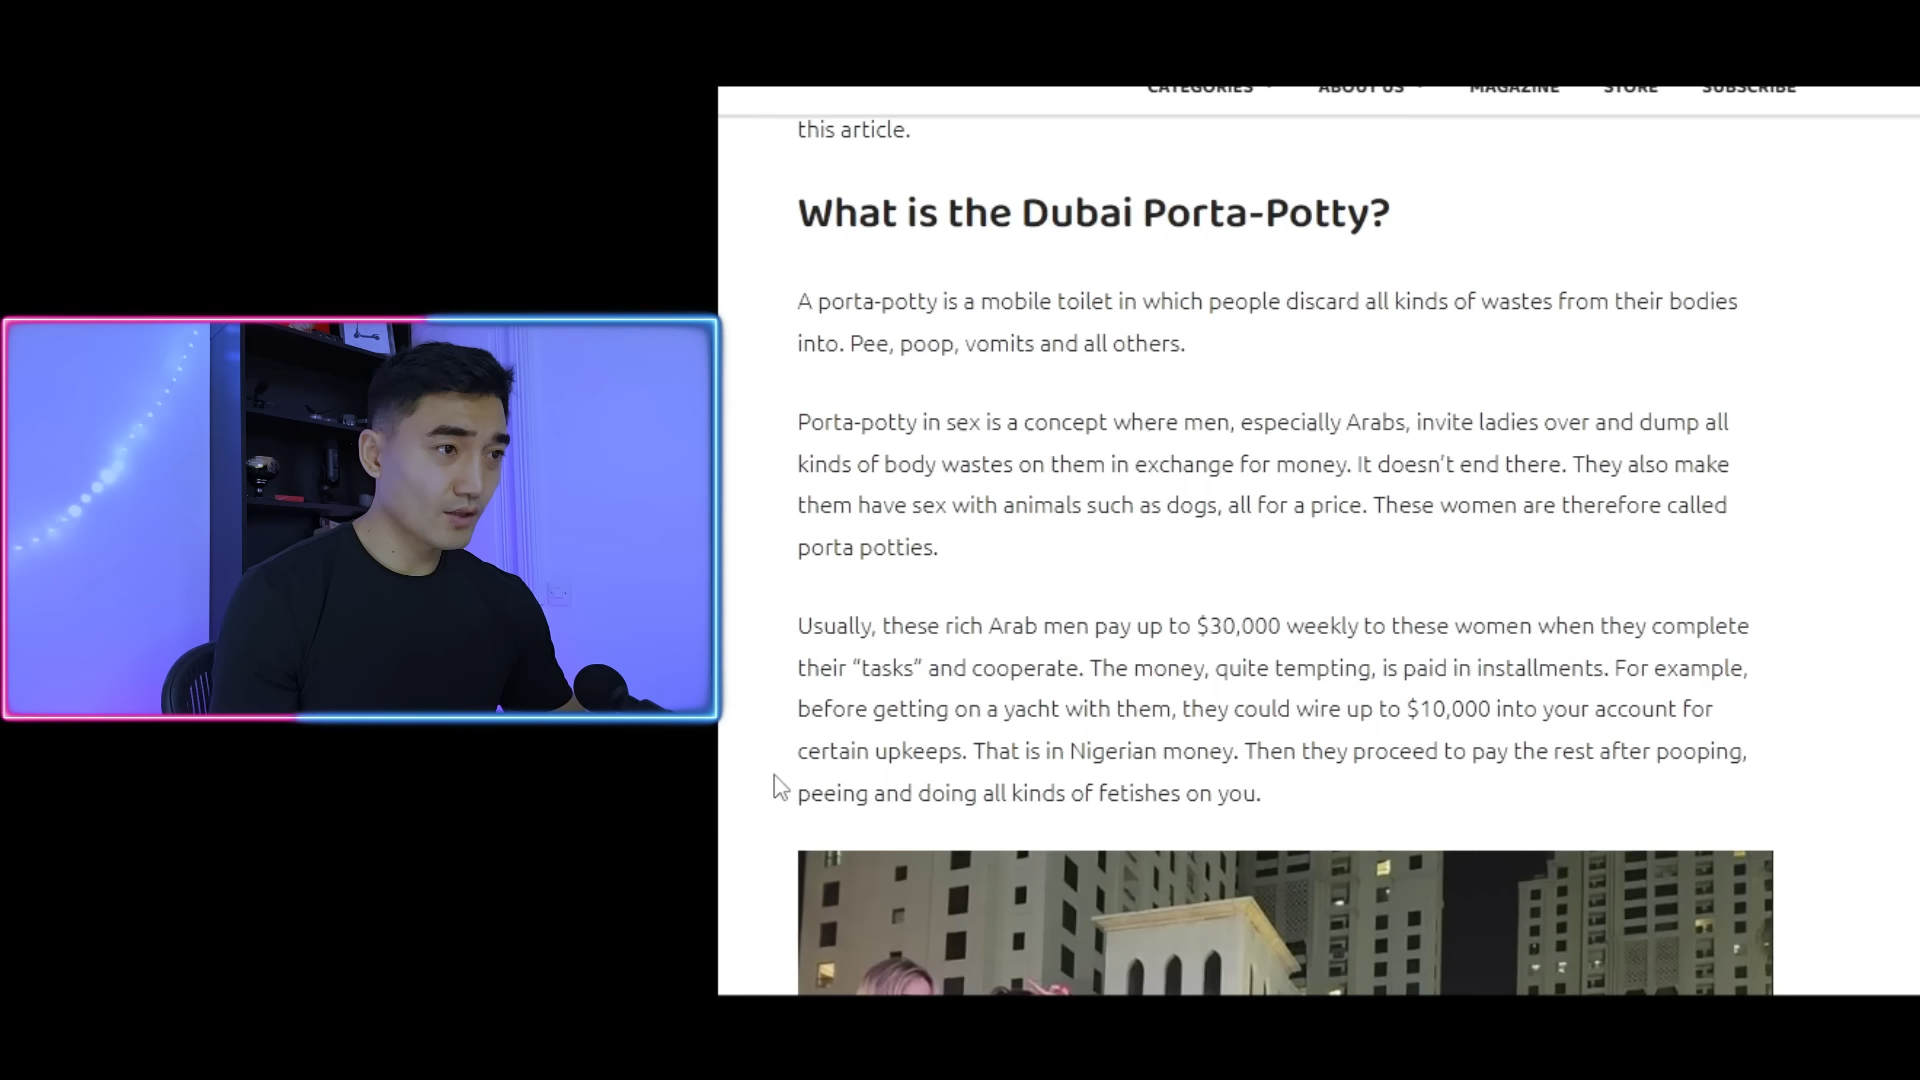 CATEGORIES ABOUT US MAGAZINE STORE SUBSCRIBE
this article.
What is the Dubai Porta-Potty?
A porta-potty is a mobile toilet in which people discard all kinds of wastes from their bodies
into. Pee, poop, vomits and all others.
Porta-potty in sex is a concept where men, especially Arabs, invite ladies over and dump all
kinds of body wastes on them in exchange for money. It doesn’t end there. They also make
them have sex with animals such as dogs, all for a price. These women are therefore called
porta potties.
Usually, these rich Arab men pay up to $30,000 weekly to these women when they complete
their “tasks” and cooperate. The money, quite tempting, is paid in installments. For example,
before getting on a yacht with them, they could wire up to $10,000 into your account for
certain upkeeps. That is in Nigerian money. Then they proceed to pay the rest after pooping,
peeing and doing all kinds of fetishes on you.